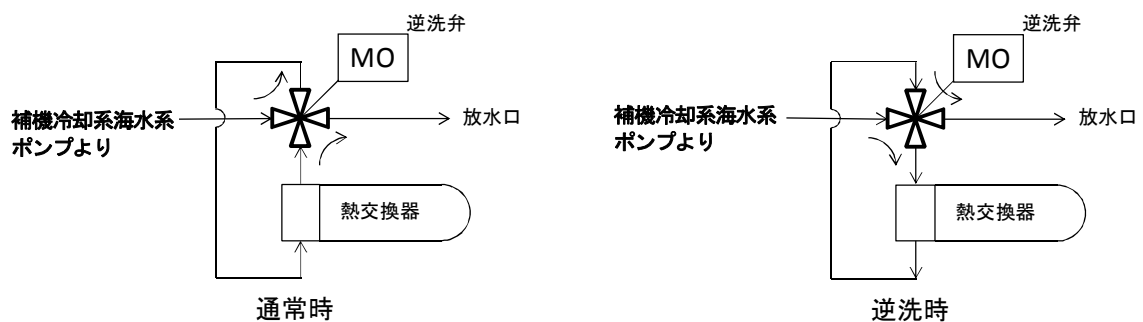 逆洗弁
MO
補機冷却系海水系
ポンプより
放水口
熱交換器
通常時
逆洗弁
MO
補機冷却系海水系
ポンプより
放水口
熱交換器
逆洗時